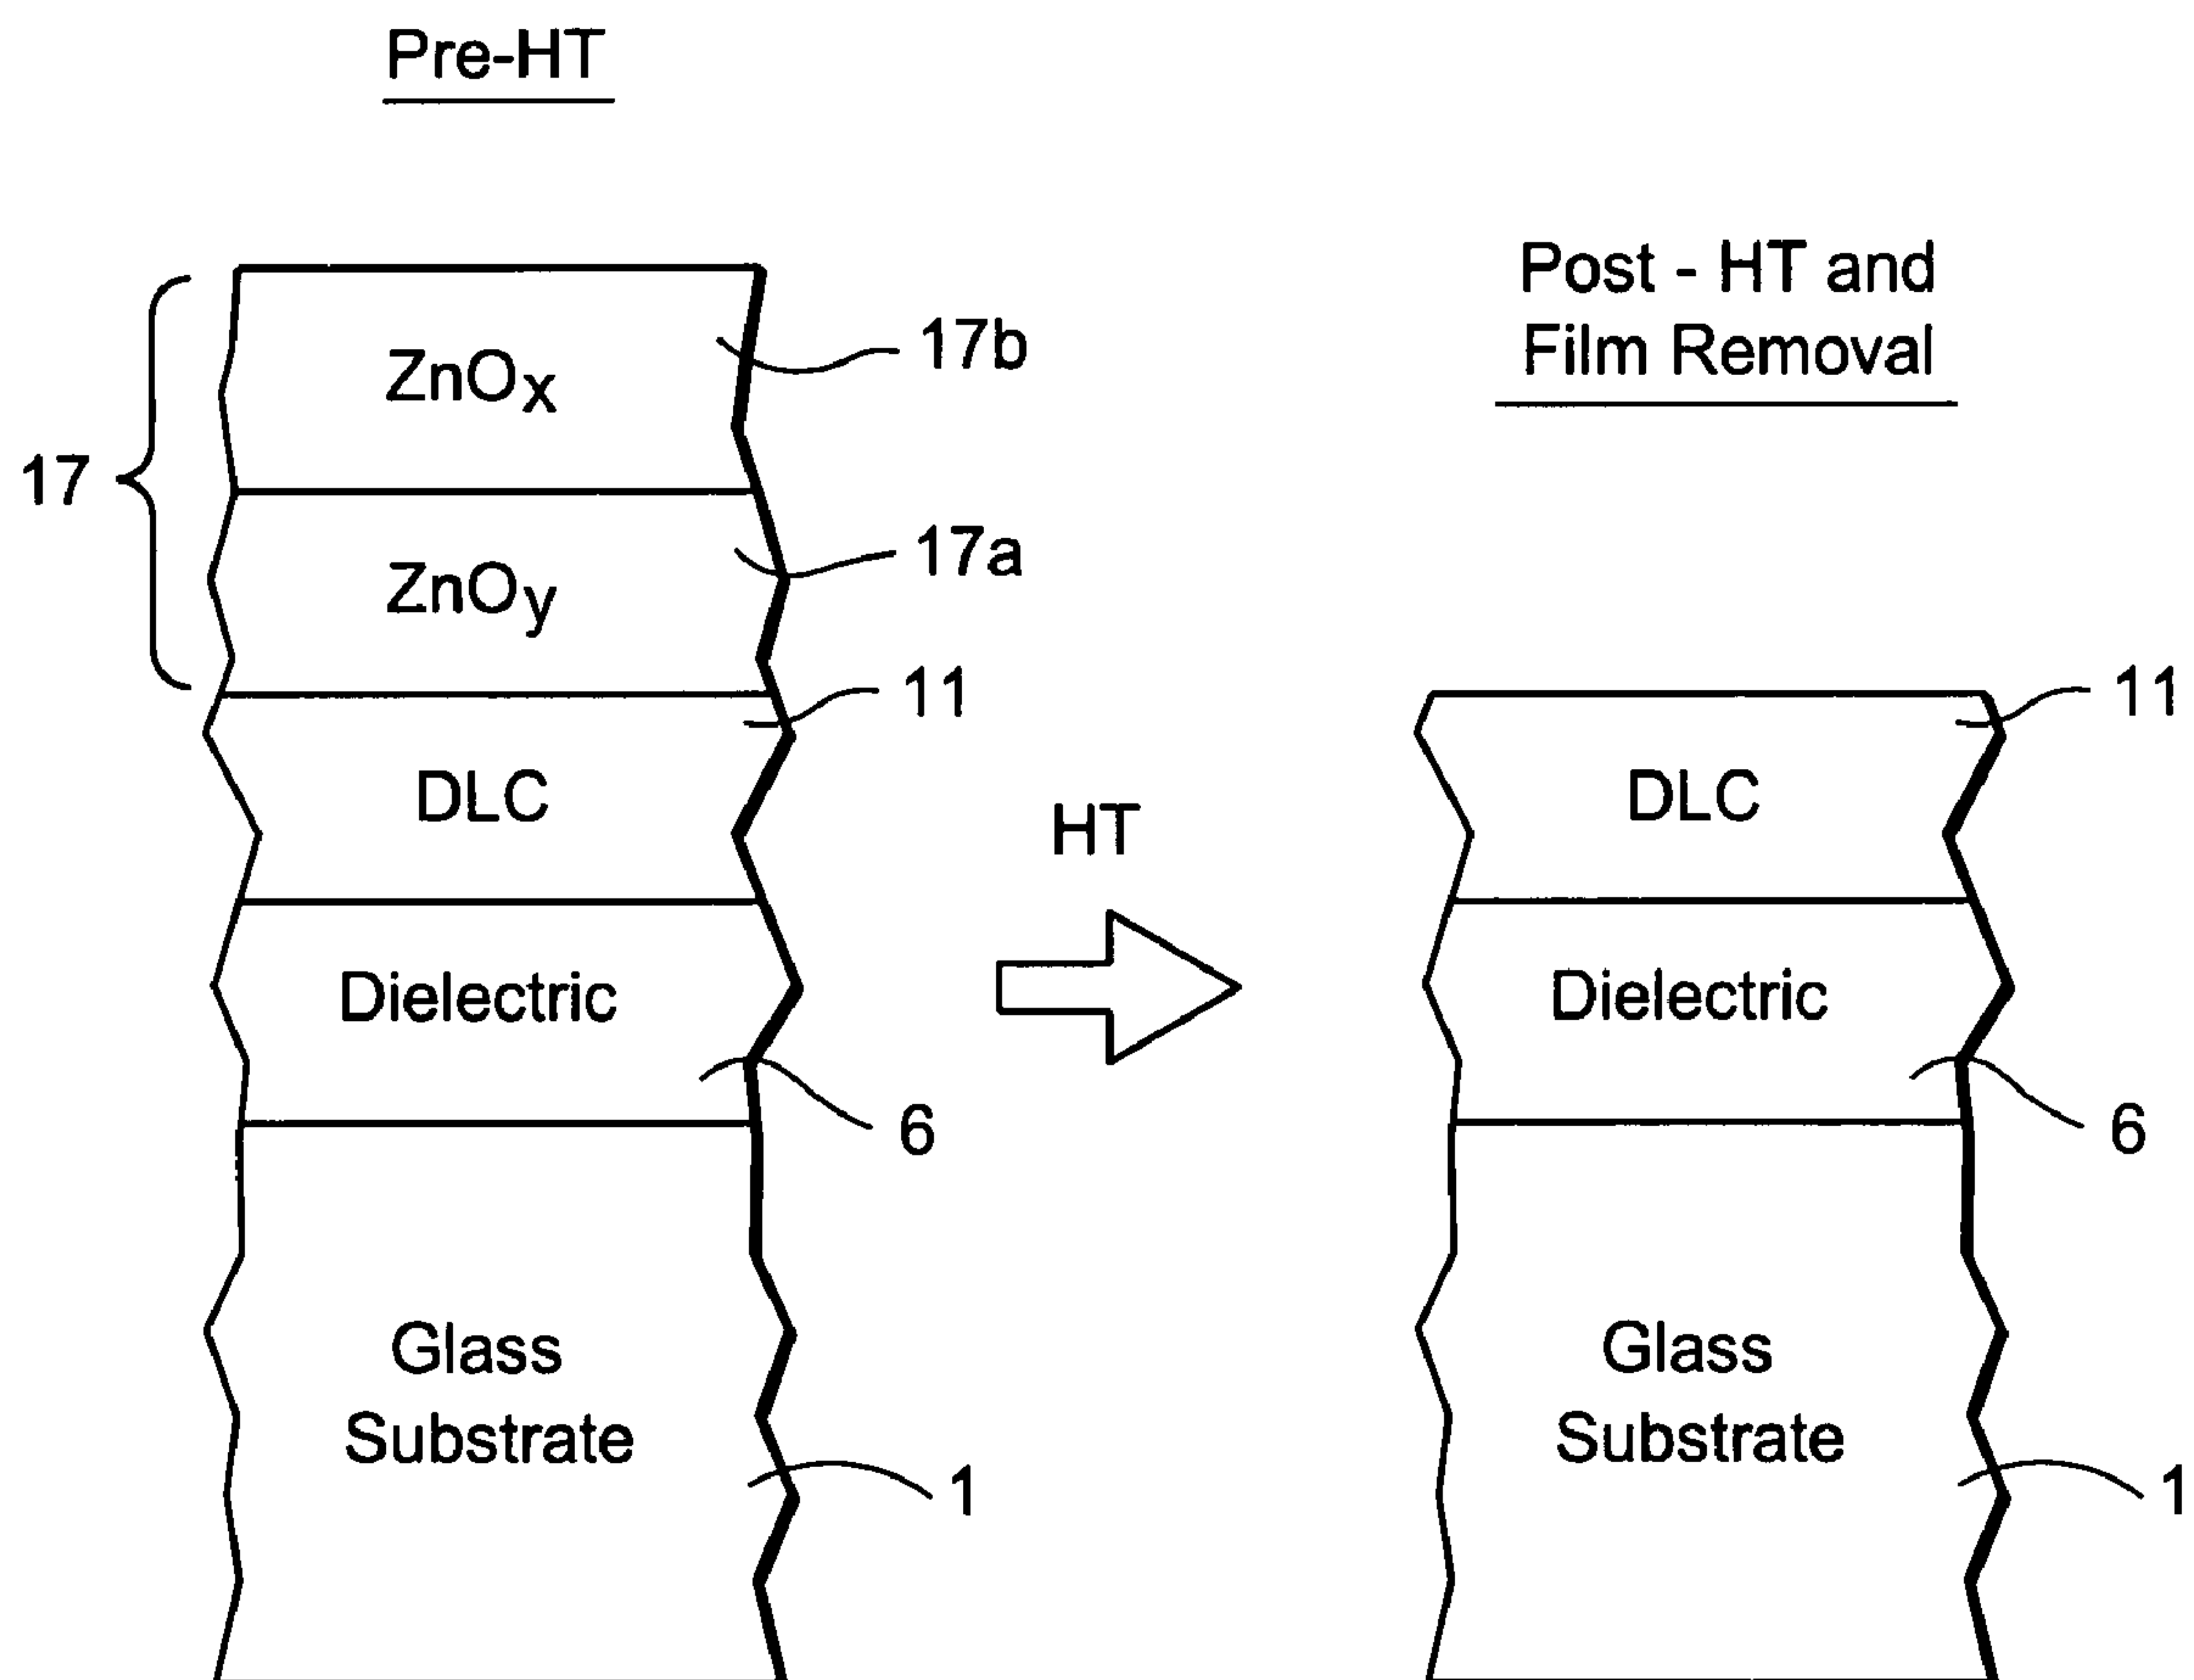 Pre-HT
ZnOx
17b
17
ZnOy
17a
11
DLC
Dielectric
6
Glass
Substrate
1
HT
Post - HT and
Film Removal
11
DLC
Dielectric
6
Glass
Substrate
1